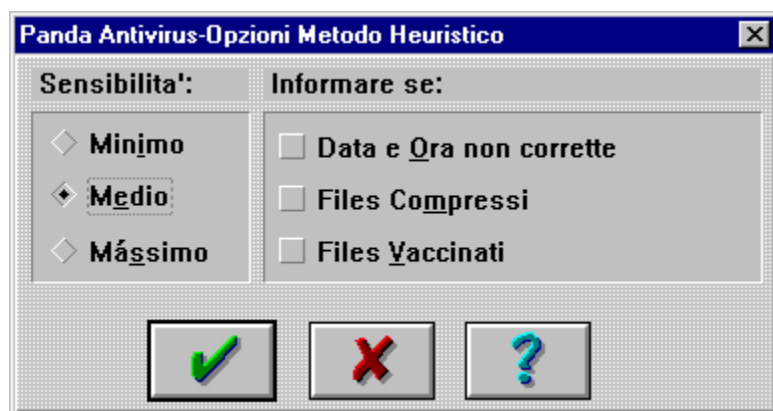 Panda Antivirus-Opzioni Metodo Heuristico
Sensibilita':
Minimo
Medio
Mássimo
Informare se:
Data e Ora non corrette
Files Compressi
Files Vaccinati